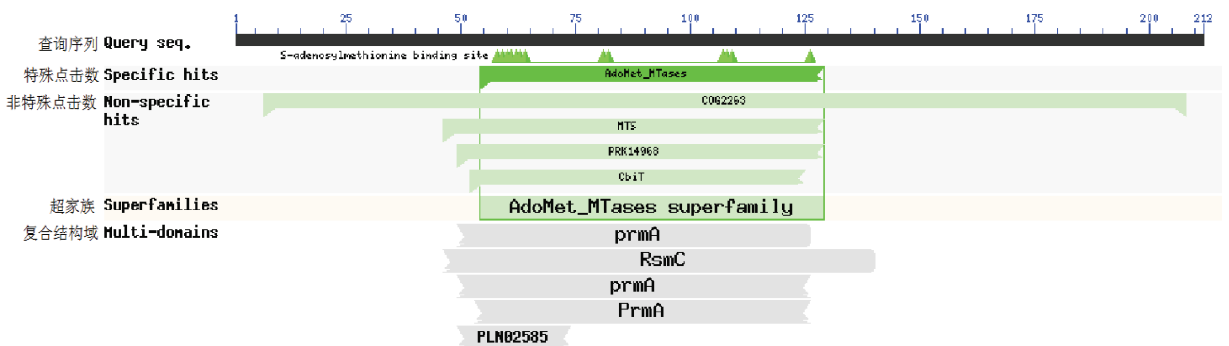 1 25 50 75 100 125 150 175 200 212
查询序列 Query seq.
S-adenosylmethionine binding site
特殊点击数 Specific hits
AdoMet_MTases
非特殊点击数 Non-specific hits
COG2263
MTS
PRK14968
CbiT
超家族 Superfamilies
AdoMet_MTases superfamily
复合结构域 Multi-domains
prmA
RsmC
prmA
PrmA
PLN02585